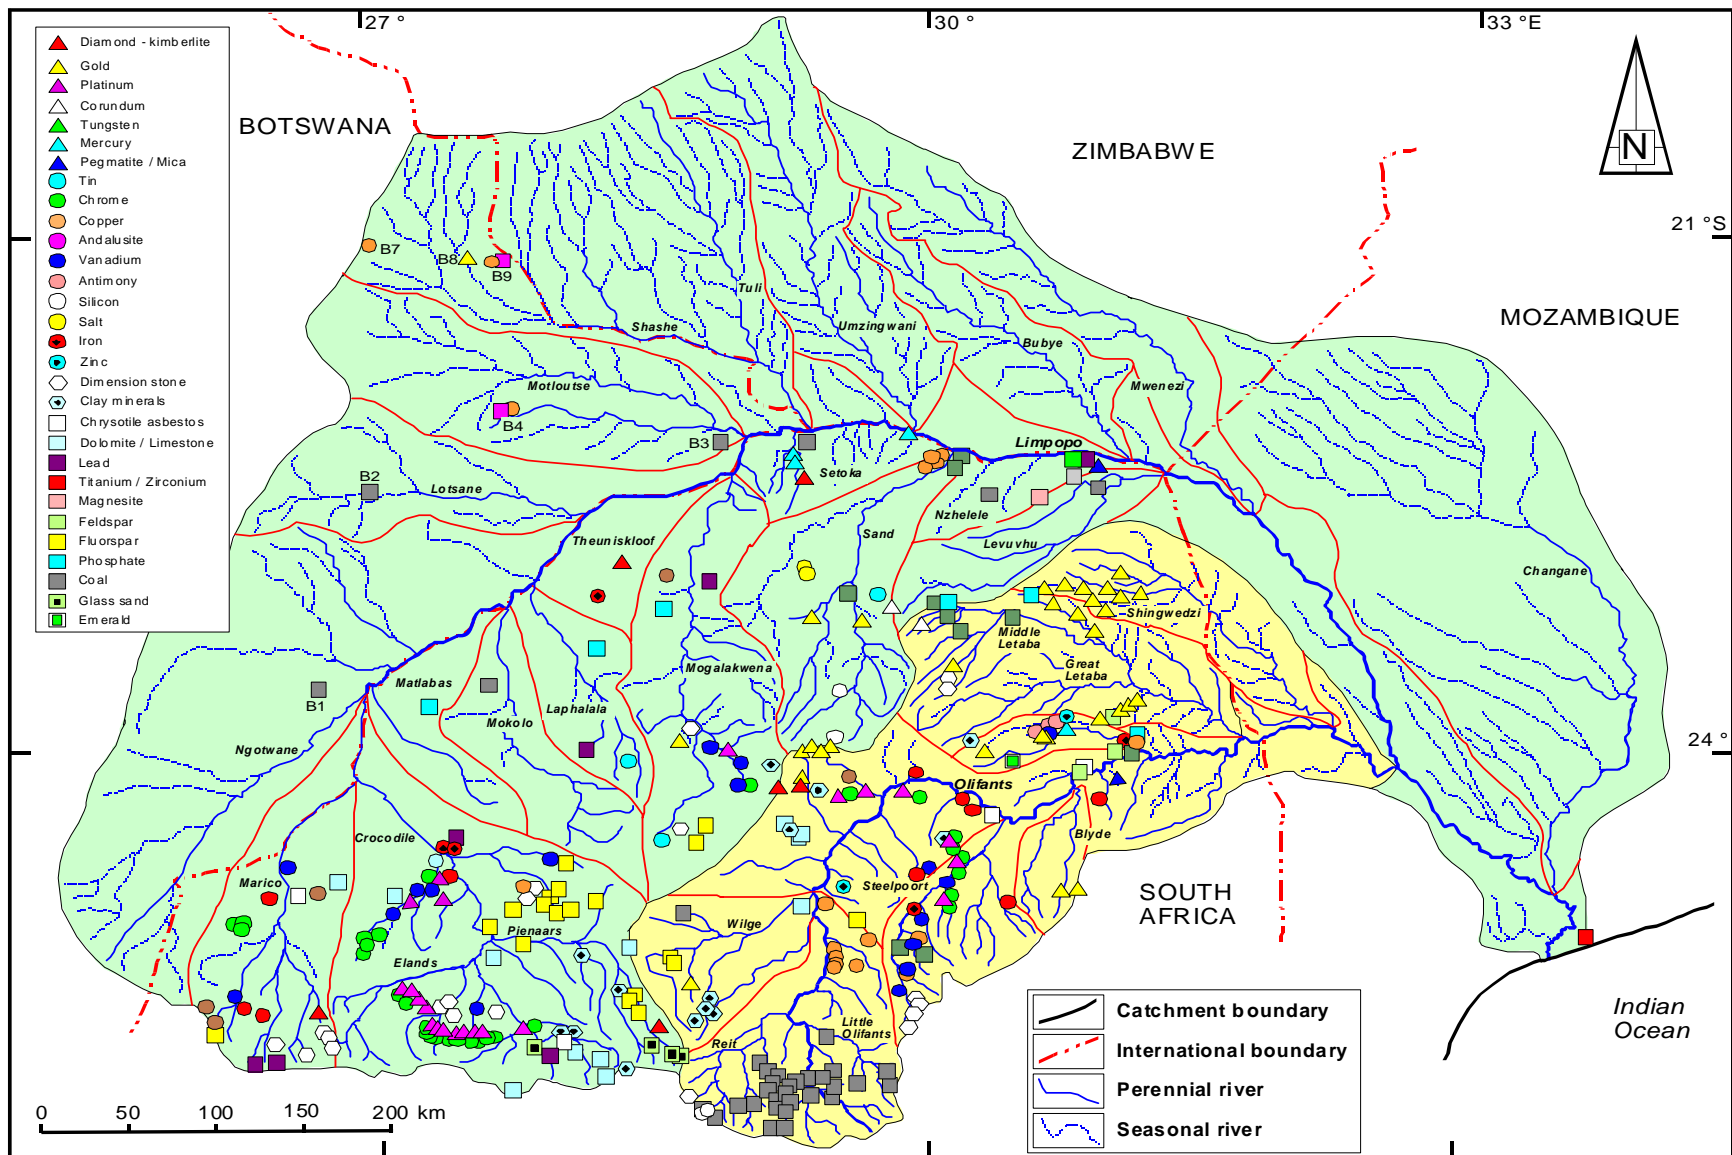 27 °
30 °
33 °E
Diamond - kimberlite
Gold
Platinum
Corundum
Tungsten
Mercury
Pegmatite / Mica
Tin
Chrome
Copper
Andalusite
Vanadium
Antimony
Silicon
Salt
Iron
Zinc
Dimension stone
Clay minerals
Chrysotile asbestos
Dolomite / Limestone
Lead
Titanium / Zirconium
Magnesite
Feldspar
Fluorspar
Phosphate
Coal
Glass sand
Emerald
BOTSWANA
ZIMBABWE
N
21 °S
B7
B8
B9
MOZAMBIQUE
Tuli
Shashe
Umzingwani
Bubye
Motloutse
Mwenezi
B4
B3
Limpopo
B2
Setoka
Lotsane
Nzhelele
Sand
Theuniskloof
Levuvhu
Changane
Shingwedzi
Middle
Letaba
Great
Letaba
Mogalakwena
Matlabas
B1
Laphalala
Mokolo
Ngotwane
24 °
Olifants
Crocodile
Blyde
Marico
Steelpoort
SOUTH
AFRICA
Wilge
Pienaars
Elands
Indian
Ocean
Little
Olifants
Reit
0 50 100 150 200 km
Catchment boundary
International boundary
Perennial river
Seasonal river